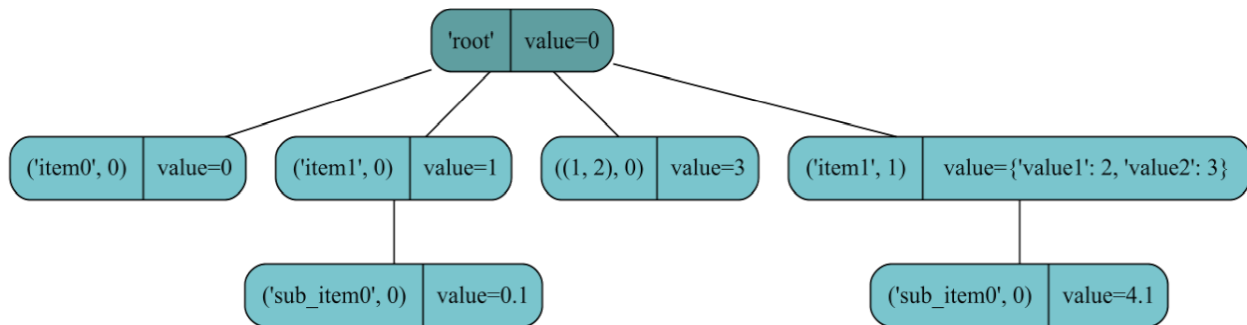 'root' value=0
('item0', 0) value=0
('item1', 0) value=1
((1, 2), 0) value=3
('item1', 1) value={'value1': 2, 'value2': 3}
('sub_item0', 0) value=0.1
('sub_item0', 0) value=4.1